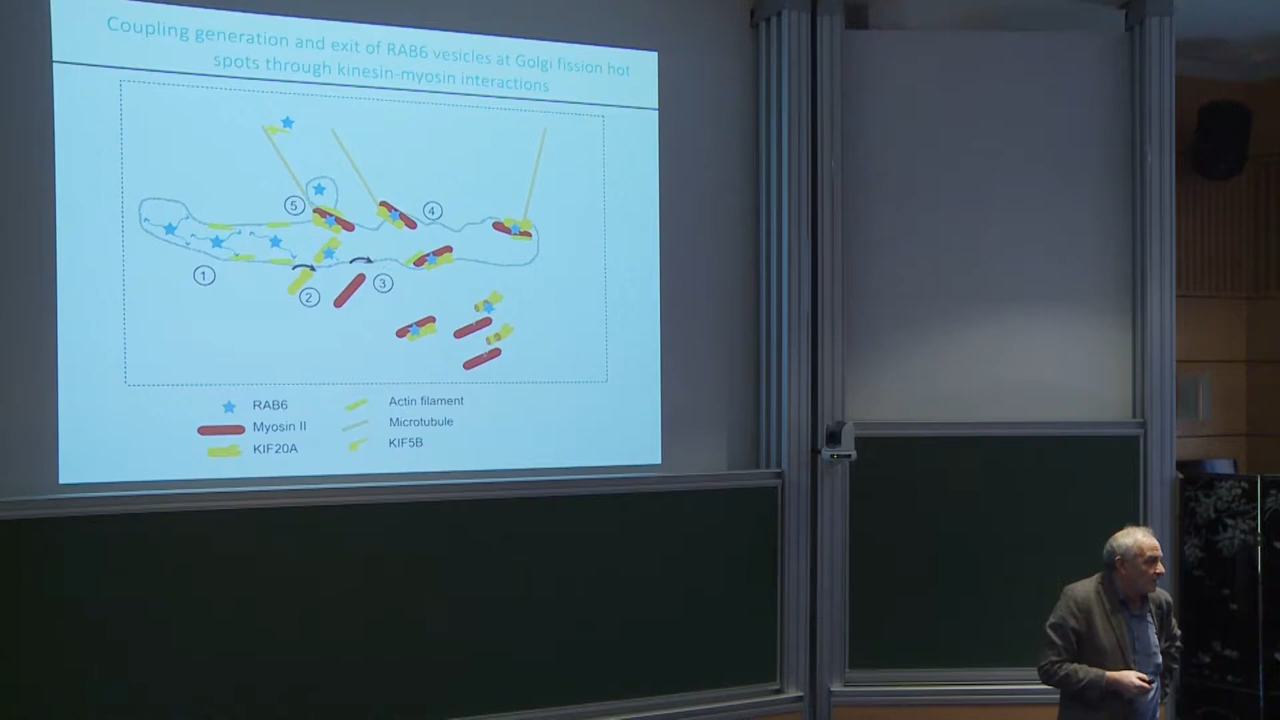 Coupling generation and exit of RAB6 vesicles at Golgi fission hot
spots through kinesin-myosin interactions
5
4
1
2
3
RAB6
Actin filament
Myosin II
Microtubule
KIF20A
KIF5B